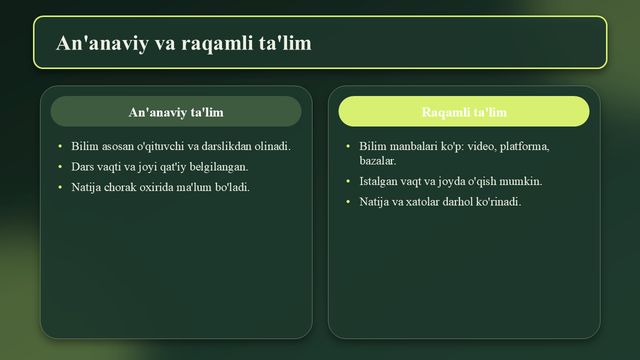 An'anaviy va raqamli ta'lim
An'anaviy ta'lim
• Bilim asosan o'qituvchi va darslikdan olinadi.
• Dars vaqti va joyi qat'iy belgilangan.
• Natija chorak oxirida ma'lum bo'ladi.
Raqamli ta'lim
• Bilim manbalari ko'p: video, platforma,
bazalar.
• Istalgan vaqt va joyda o'qish mumkin.
• Natija va xatolar darhol ko'rinadi.